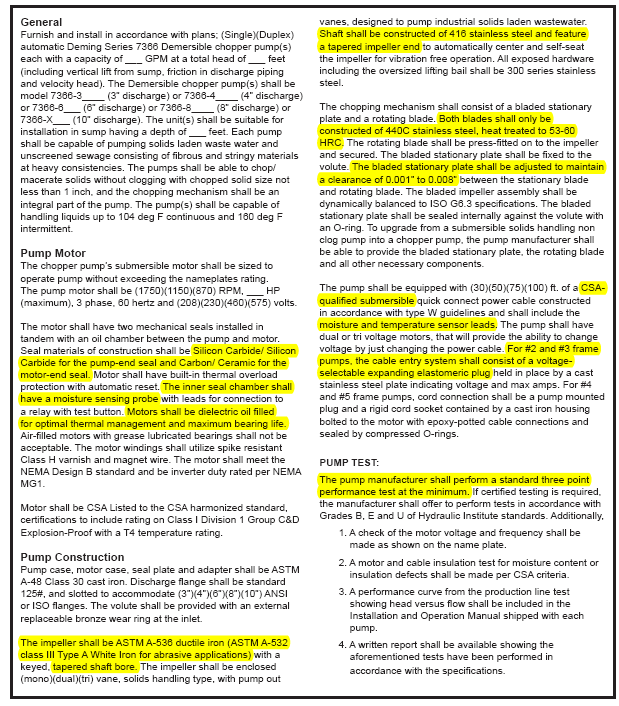 General
Furnish and install in accordance with plans; (Single)(Duplex)
automatic Deming Series 7366 Demersible chopper pump(s)
each with a capacity of ___ GPM at a total head of ___ feet
(including vertical lift from sump, friction in discharge piping
and velocity head). The Demersible chopper pump(s) shall be
model 7366-3____ (3" discharge) or 7366-4____ (4" discharge)
or 7366-6____ (6" discharge) or 7366-8____ (8" discharge) or
7366-X____ (10" discharge). The unit(s) shall be suitable for
installation in sump having a depth of ___ feet. Each pump
shall be capable of pumping solids laden waste water and
unscreened sewage consisting of fibrous and stringy materials
at heavy consistencies. The pumps shall be able to chop/
macerate solids without clogging with chopped solid size not
less than 1 inch, and the chopping mechanism shall be an
integral part of the pump. The pump(s) shall be capable of
handling liquids up to 104 deg F continuous and 160 deg F
intermittent.
Pump Motor
The chopper pump's submersible motor shall be sized to
operate pump without exceeding the nameplates rating.
The pump motor shall be (1750)(1150)(870) RPM, ___ HP
(maximum), 3 phase, 60 hertz and (208)(230)(460)(575) volts.
The motor shall have two mechanical seals installed in
tandem with an oil chamber between the pump and motor.
Seal materials of construction shall be Silicon Carbide/ Silicon
Carbide for the pump-end seal and Carbon/ Ceramic for the
motor-end seal. Motor shall have built-in thermal overload
protection with automatic reset. The inner seal chamber shall
have a moisture sensing probe with leads for connection to
a relay with test button. Motors shall be dielectric oil filled
for optimal thermal management and maximum bearing life.
Air-filled motors with grease lubricated bearings shall not be
acceptable. The motor windings shall utilize spike resistant
Class H varnish and magnet wire. The motor shall meet the
NEMA Design B standard and be inverter duty rated per NEMA
MG1.
Motor shall be CSA Listed to the CSA harmonized standard,
certifications to include rating on Class I Division 1 Group C&D
Explosion-Proof with a T4 temperature rating.
Pump Construction
Pump case, motor case, seal plate and adapter shall be ASTM
A-48 Class 30 cast iron. Discharge flange shall be standard
125#, and slotted to accommodate (3")(4")(6")(8")(10") ANSI
or ISO flanges. The volute shall be provided with an external
replaceable bronze wear ring at the inlet.
The impeller shall be ASTM A-536 ductile iron (ASTM A-532
class III Type A White Iron for abrasive applications) with a
keyed, tapered shaft bore. The impeller shall be enclosed
(mono)(dual)(tri) vane, solids handling type, with pump out
vanes, designed to pump industrial solids laden wastewater.
Shaft shall be constructed of 416 stainless steel and feature
a tapered impeller end to automatically center and self-seat
the impeller for vibration free operation. All exposed hardware
including the oversized lifting bail shall be 300 series stainless
steel.
The chopping mechanism shall consist of a bladed stationary
plate and a rotating blade. Both blades shall only be
constructed of 440C stainless steel, heat treated to 53-60
HRC. The rotating blade shall be press-fitted on to the impeller
and secured. The bladed stationary plate shall be fixed to the
volute. The bladed stationary plate shall be adjusted to maintain
a clearance of 0.001" to 0.008" between the stationary blade
and rotating blade. The bladed impeller assembly shall be
dynamically balanced to ISO G6.3 specifications. The bladed
stationary plate shall be sealed internally against the volute with
an O-ring. To upgrade from a submersible solids handling non
clog pump into a chopper pump, the pump manufacturer shall
be able to provide the bladed stationary plate, the rotating blade
and all other necessary components.
The pump shall be equipped with (30)(50)(75)(100) ft. of a CSA-
qualified submersible quick connect power cable constructed
in accordance with type W guidelines and shall include the
moisture and temperature sensor leads. The pump shall have
dual or tri voltage motors, that will provide the ability to change
voltage by just changing the power cable. For #2 and #3 frame
pumps, the cable entry system shall consist of a voltage-
selectable expanding elastomeric plug held in place by a cast
stainless steel plate indicating voltage and max amps. For #4
and #5 frame pumps, cord connection shall be a pump mounted
plug and a rigid cord socket contained by a cast iron housing
bolted to the motor with epoxy-potted cable connections and
sealed by compressed O-rings.
PUMP TEST:
The pump manufacturer shall perform a standard three point
performance test at the minimum. If certified testing is required,
the manufacturer shall offer to perform tests in accordance with
Grades B, E and U of Hydraulic Institute standards. Additionally,
1. A check of the motor voltage and frequency shall be
made as shown on the name plate.
2. A motor and cable insulation test for moisture content or
insulation defects shall be made per CSA criteria.
3. A performance curve from the production line test
showing head versus flow shall be included in the
Installation and Operation Manual shipped with each
pump.
4. A written report shall be available showing the
aforementioned tests have been performed in
accordance with the specifications.